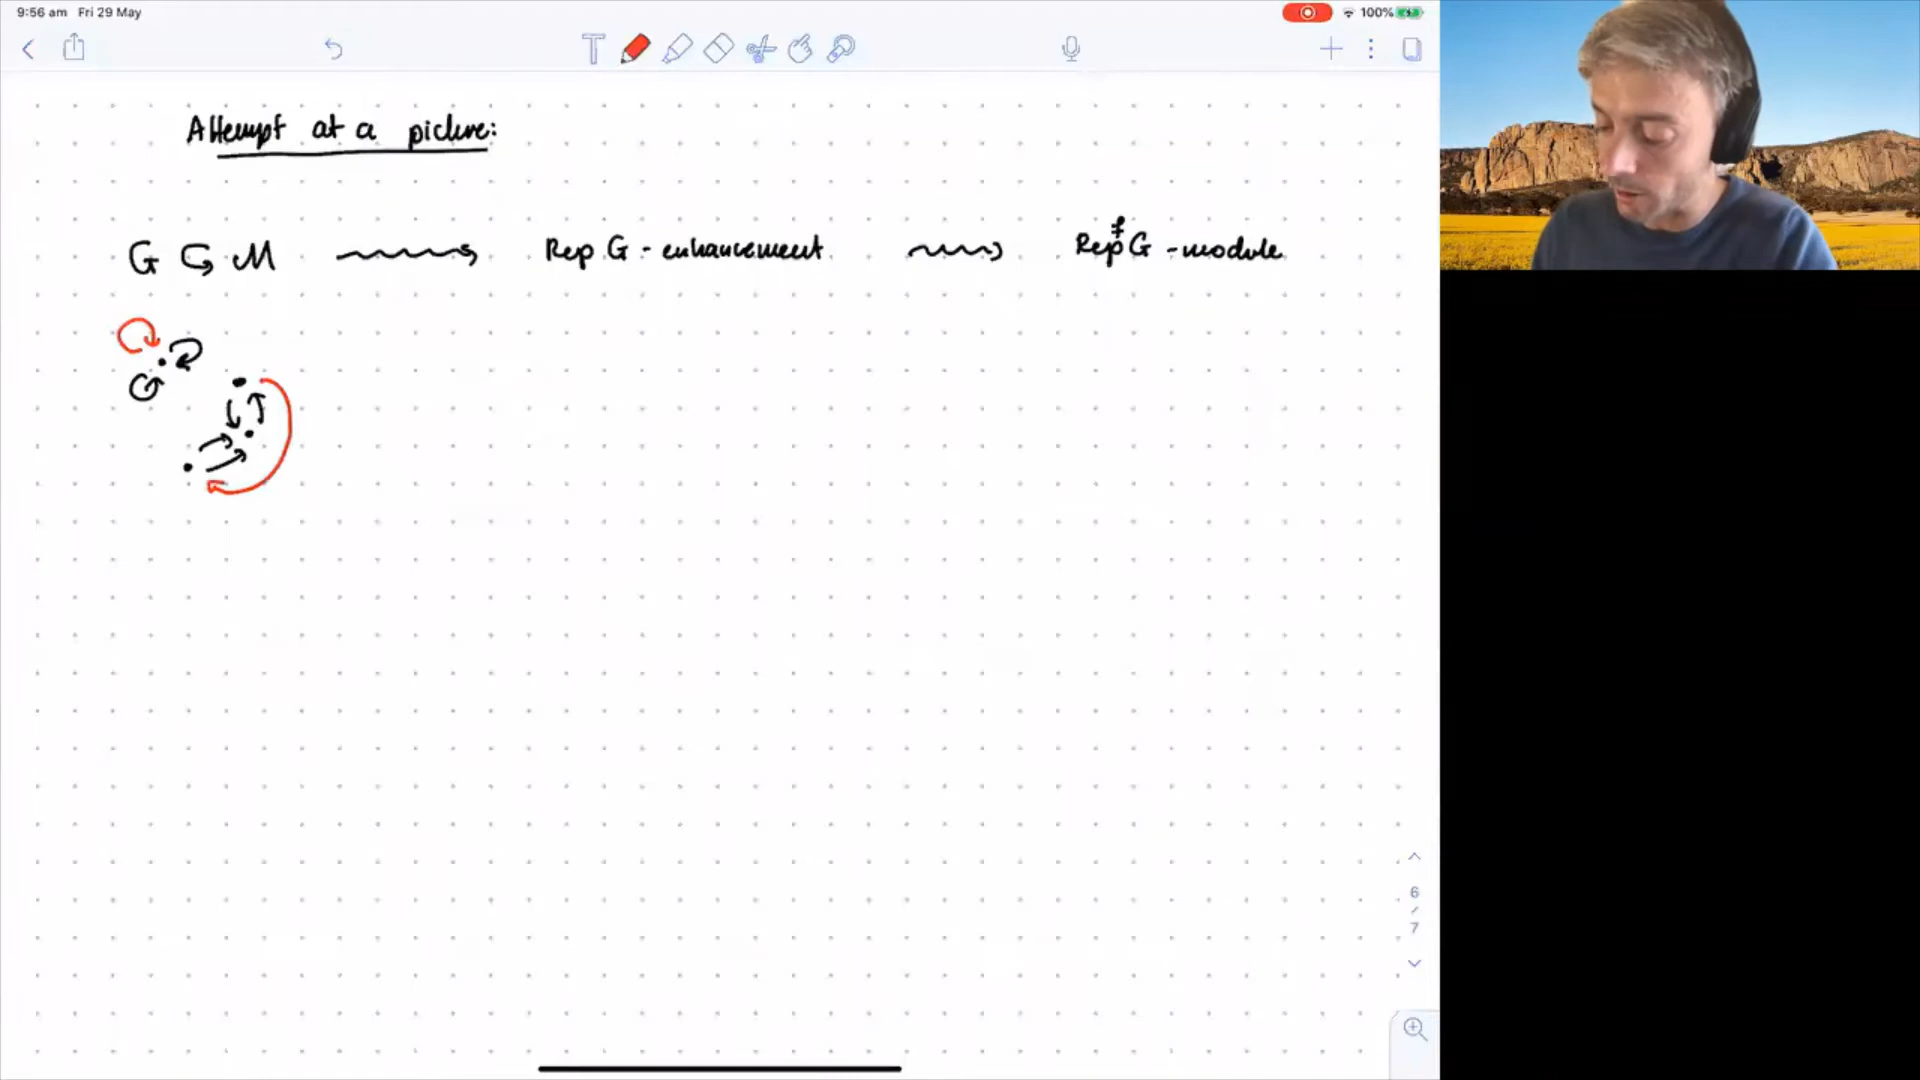 9:56 am Fri 29 May
100%
T
Attempt at a picture:
G ↪ M ⟿ Rep G - enhancement ⟿ Rep^f G - module
6
/
7